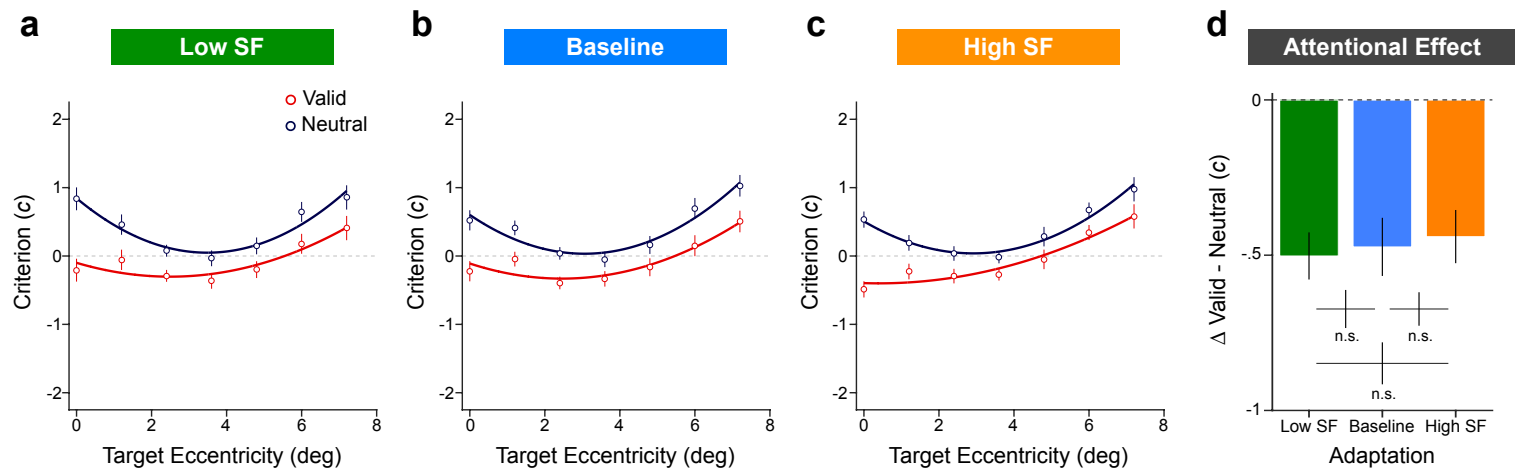 a
Low SF
Valid
Neutral
Criterion (c)
2
1
0
-1
-2
0 2 4 6 8
Target Eccentricity (deg)
b
Baseline
Criterion (c)
2
1
0
-1
-2
0 2 4 6 8
Target Eccentricity (deg)
c
High SF
Criterion (c)
2
1
0
-1
-2
0 2 4 6 8
Target Eccentricity (deg)
d
Attentional Effect
Δ Valid - Neutral (c)
0
-.5
-1
n.s. n.s.
n.s.
Low SF Baseline High SF
Adaptation